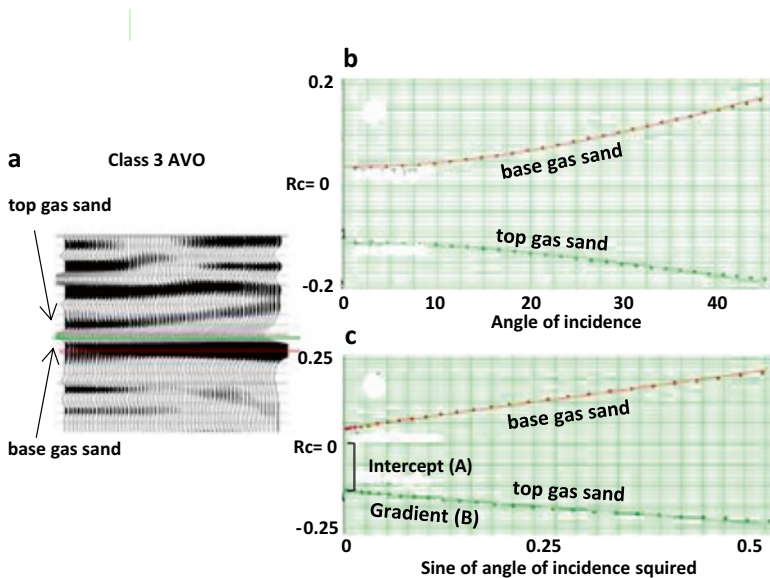 a
Class 3 AVO
top gas sand
base gas sand
b
0.2
Rc= 0
-0.2
base gas sand
top gas sand
0 10 20 30 40
Angle of incidence
c
0.25
Rc= 0
-0.25
base gas sand
Intercept (A)
top gas sand
Gradient (B)
0 0.25 0.5
Sine of angle of incidence squired